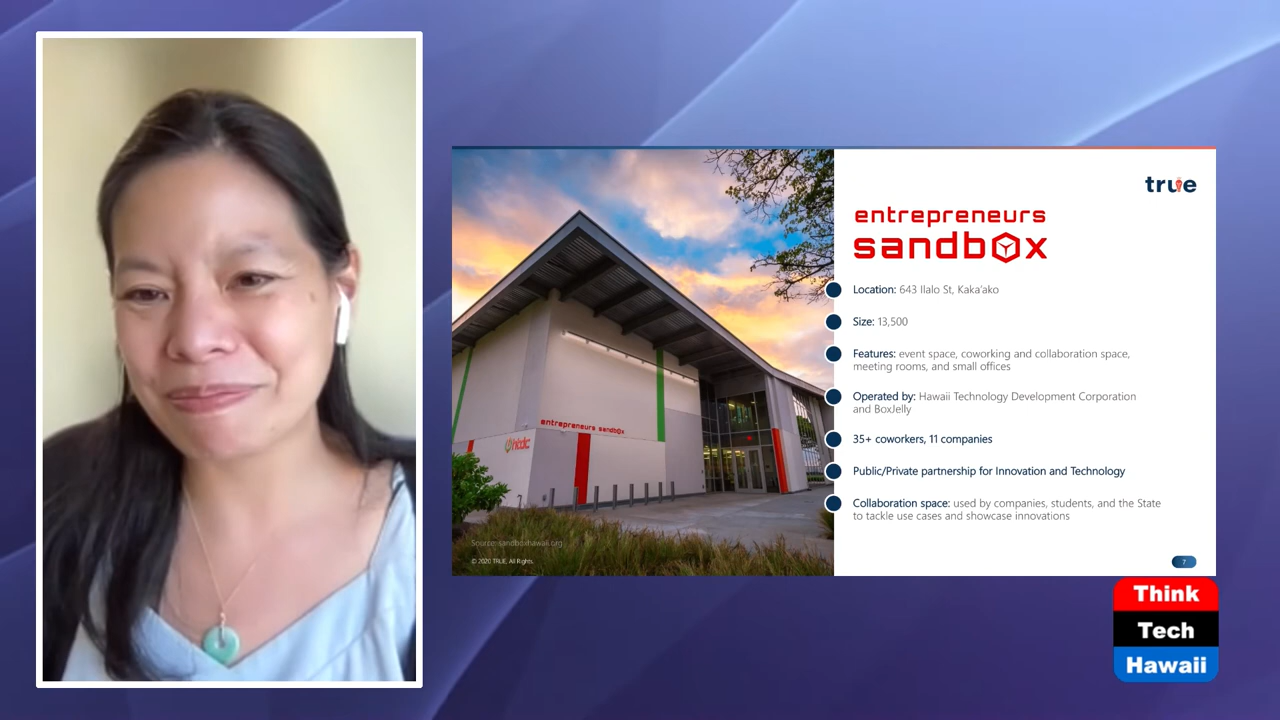 true
entrepreneurs
sandbox
Location: 643 Ilalo St, Kaka'ako
Size: 13,500
Features: event space, coworking and collaboration space,
meeting rooms, and small offices
Operated by: Hawaii Technology Development Corporation
and BoxJelly
35+ coworkers, 11 companies
Public/Private partnership for Innovation and Technology
Collaboration space: used by companies, students, and the State
to tackle use cases and showcase innovations
entrepreneurs sandbox
htdc
Source: sandboxhawaii.org
© 2020 TRUE, All Rights.
7
Think
Tech
Hawaii